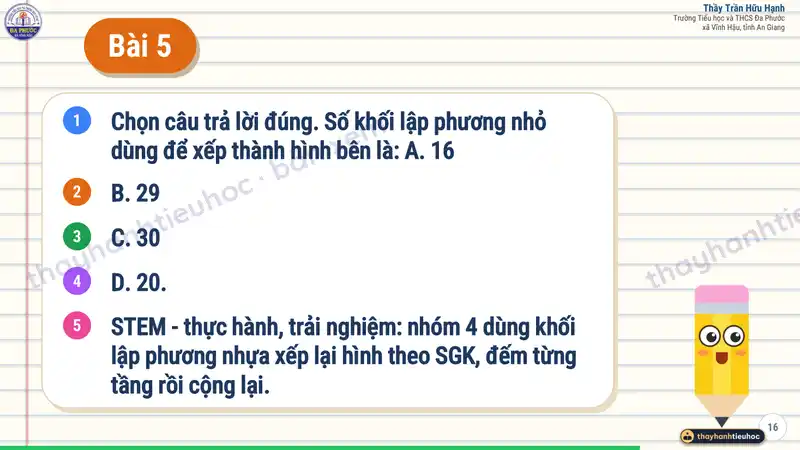 Thầy Trần Hữu Hạnh
Trường Tiểu học và THCS Đa Phước
xã Vĩnh Hậu, tỉnh An Giang
ĐA PHƯỚC
Bài 5
1 Chọn câu trả lời đúng. Số khối lập phương nhỏ
dùng để xếp thành hình bên là: A. 16
2 B. 29
3 C. 30
4 D. 20.
5 STEM - thực hành, trải nghiệm: nhóm 4 dùng khối
lập phương nhựa xếp lại hình theo SGK, đếm từng
tầng rồi cộng lại.
thayhanhtieuhoc
16